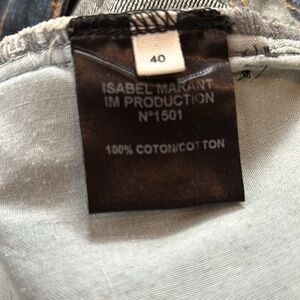 40
ISABEL MARANT
IM PRODUCTION
N°1501
100% COTON/COTTON